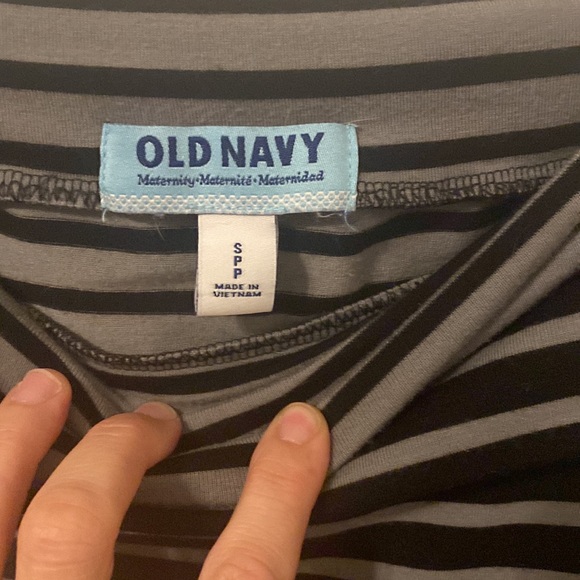 OLD NAVY
Maternity•Maternité•Maternidad
S
P
P
MADE IN
VIETNAM